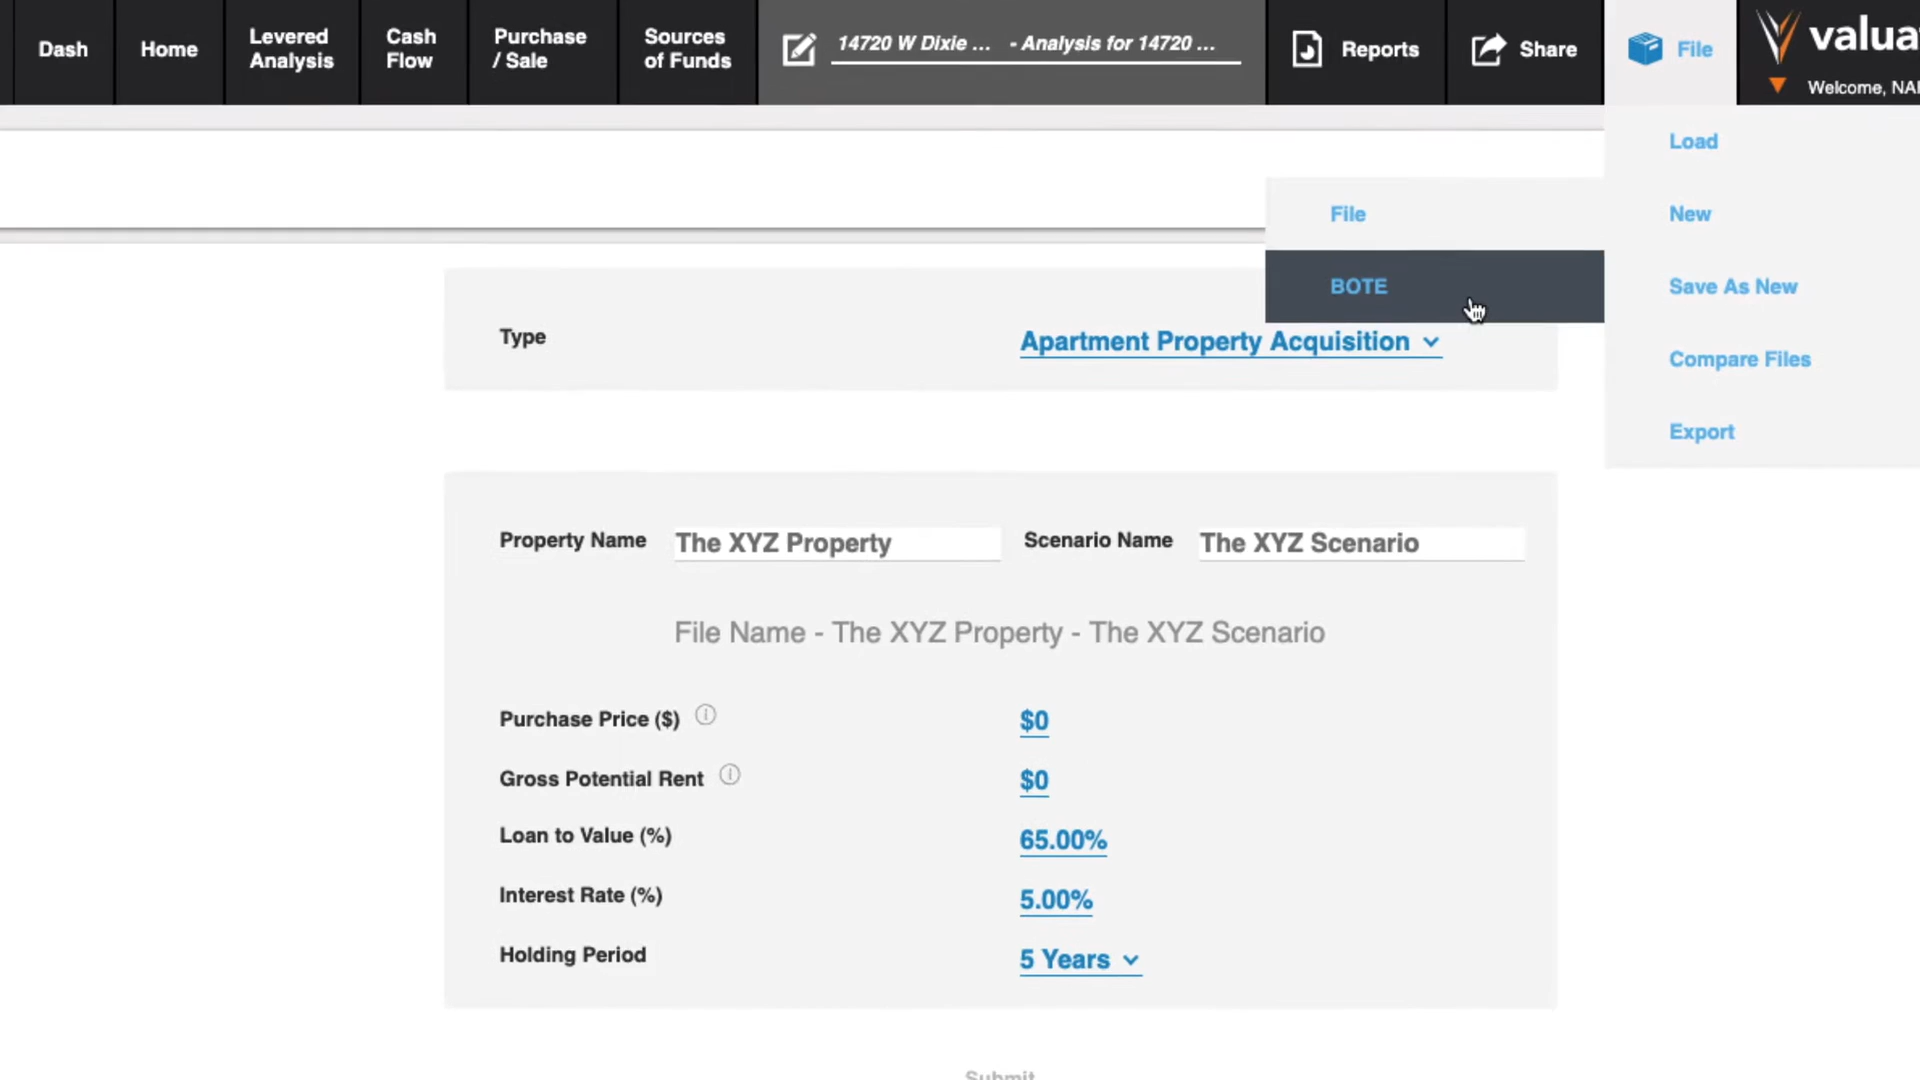 Dash
Home
Levered
Analysis
Cash
Flow
Purchase
/ Sale
Sources
of Funds
14720 W Dixie ... - Analysis for 14720 ...
Reports
Share
File
valua
Welcome, NAI
Load
New
Save As New
Compare Files
Export
File
BOTE
Type
Apartment Property Acquisition
Property Name The XYZ Property Scenario Name The XYZ Scenario
File Name - The XYZ Property - The XYZ Scenario
Purchase Price ($) $0
Gross Potential Rent $0
Loan to Value (%) 65.00%
Interest Rate (%) 5.00%
Holding Period 5 Years
Submit